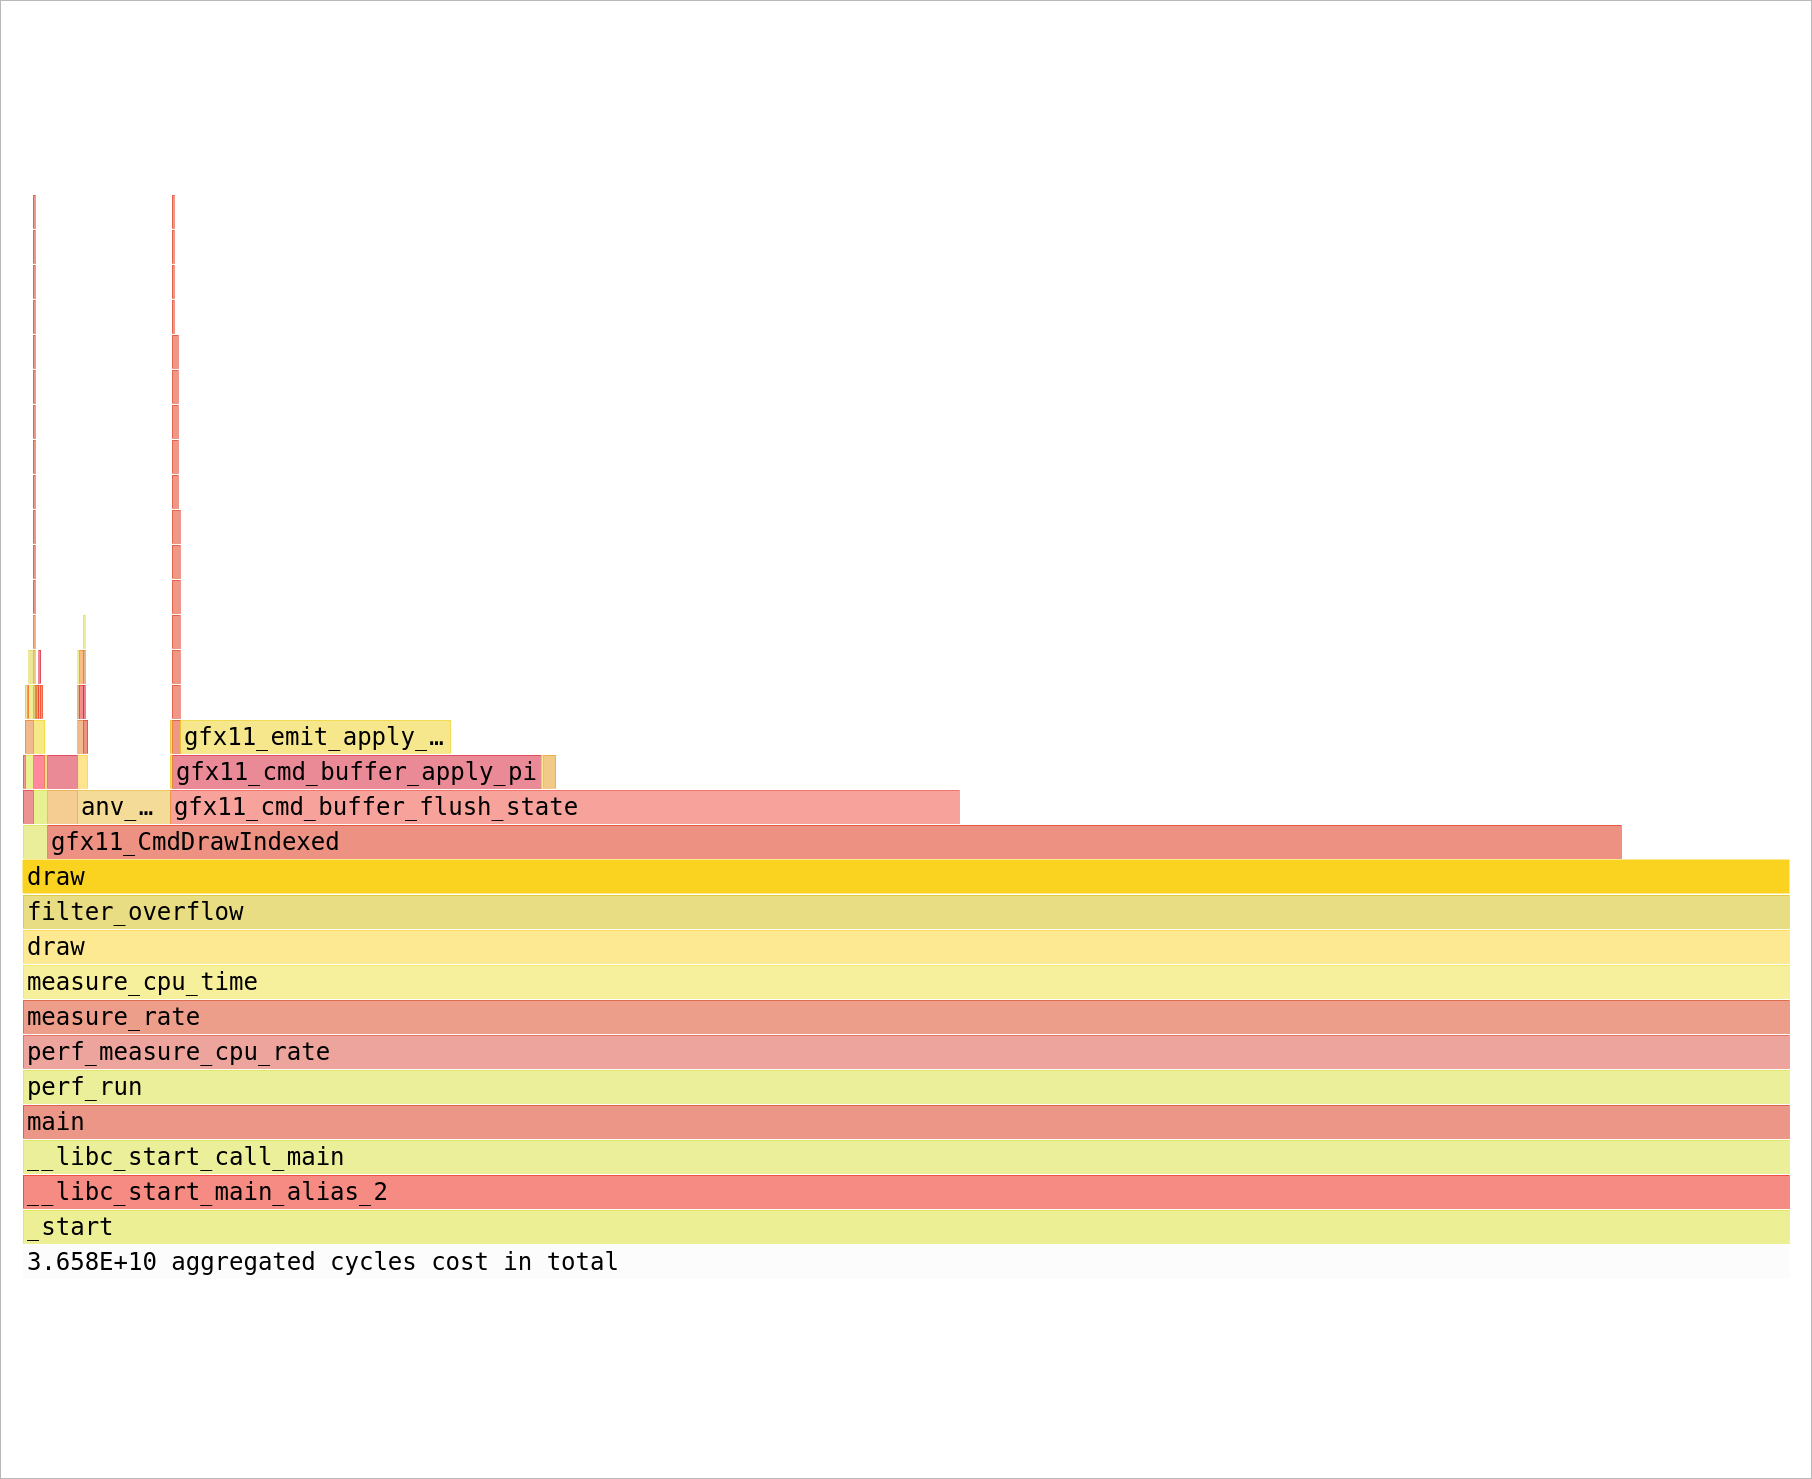 gfx11_emit_apply_…
gfx11_cmd_buffer_apply_pi
anv_… gfx11_cmd_buffer_flush_state
gfx11_CmdDrawIndexed
draw
filter_overflow
draw
measure_cpu_time
measure_rate
perf_measure_cpu_rate
perf_run
main
__libc_start_call_main
__libc_start_main_alias_2
_start
3.658E+10 aggregated cycles cost in total